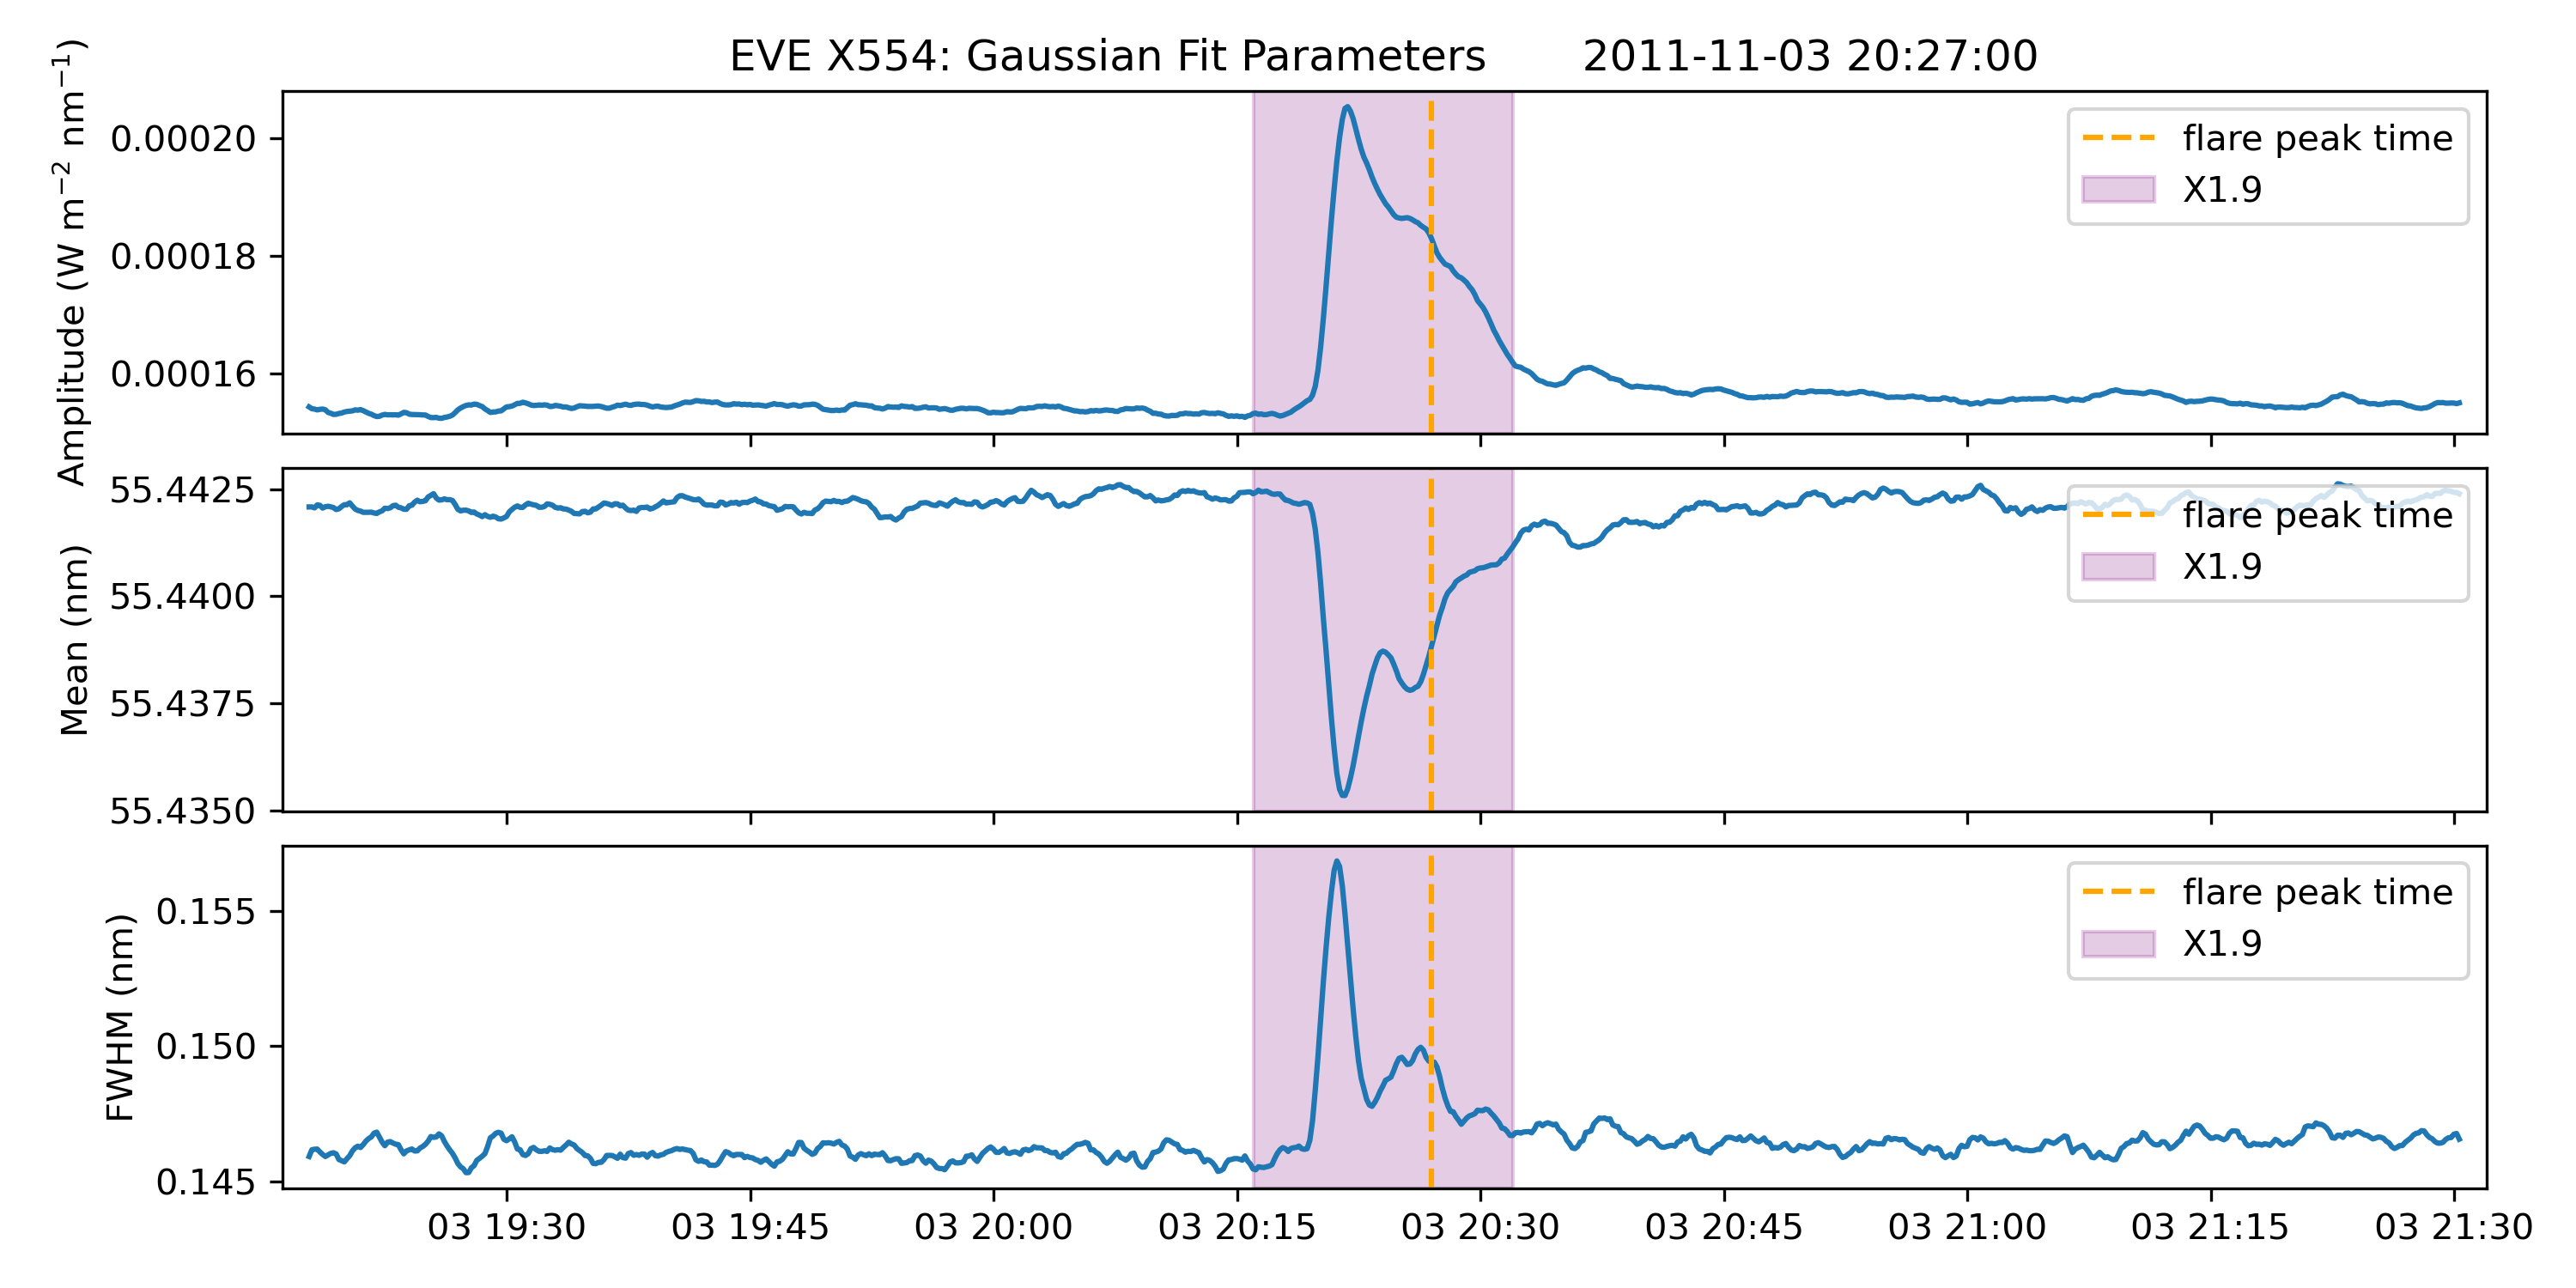 EVE X554: Gaussian Fit Parameters 2011-11-03 20:27:00
Amplitude (W m⁻² nm⁻¹)
0.00020
0.00018
0.00016
flare peak time
X1.9
Mean (nm)
55.4425
55.4400
55.4375
55.4350
flare peak time
X1.9
FWHM (nm)
0.155
0.150
0.145
flare peak time
X1.9
03 19:30 03 19:45 03 20:00 03 20:15 03 20:30 03 20:45 03 21:00 03 21:15 03 21:30